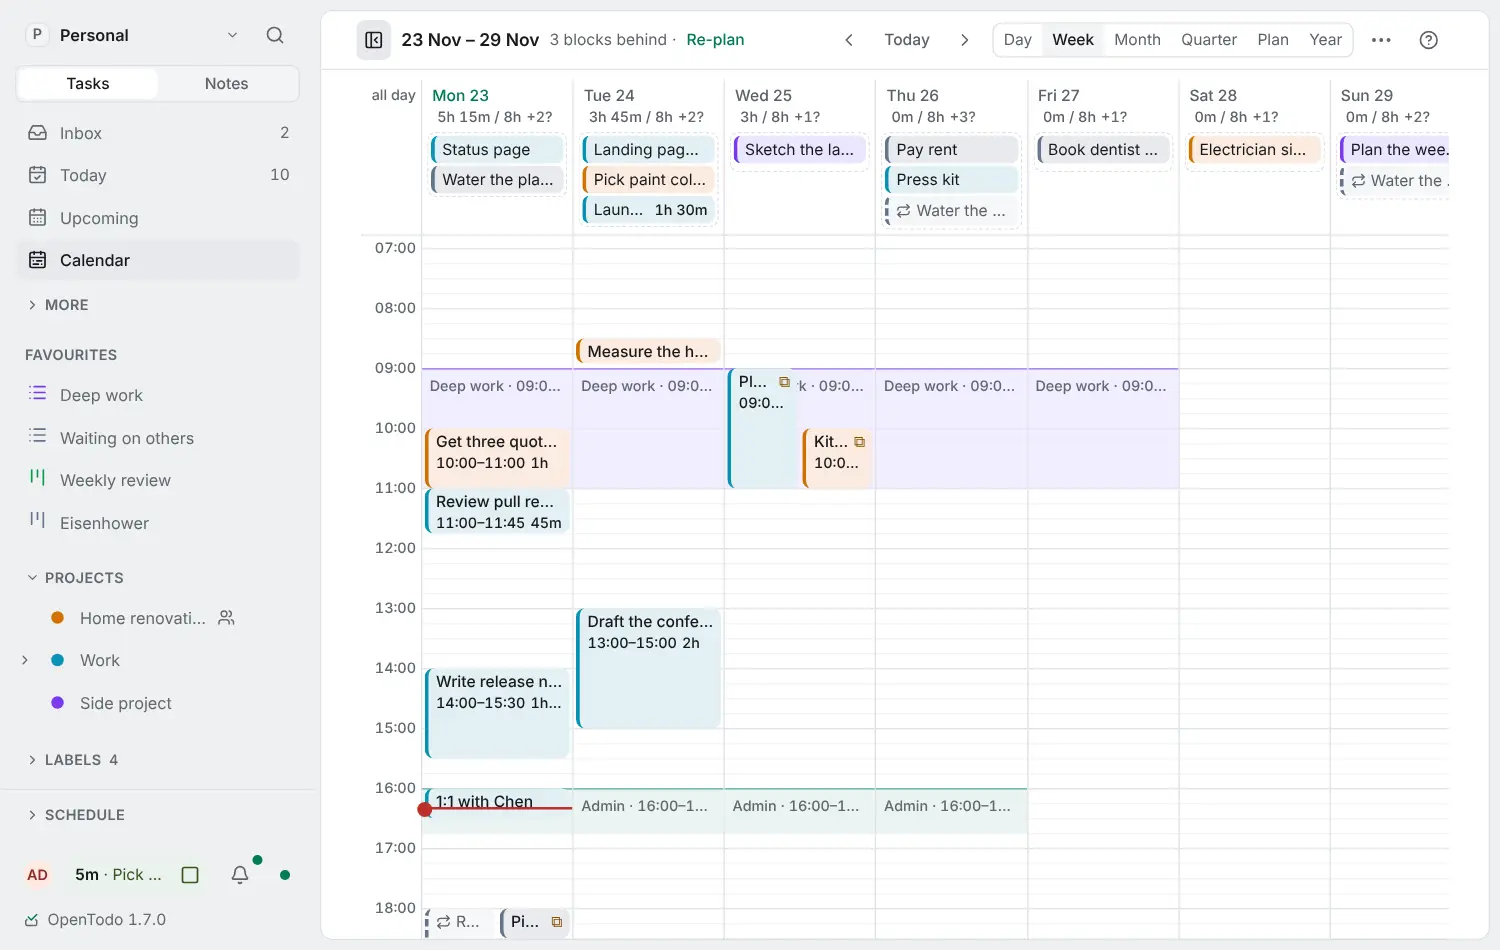 P Personal
Tasks Notes
Inbox 2
Today 10
Upcoming
Calendar
MORE
FAVOURITES
Deep work
Waiting on others
Weekly review
Eisenhower
PROJECTS
Home renovati...
Work
Side project
LABELS 4
SCHEDULE
AD 5m · Pick ...
OpenTodo 1.7.0
23 Nov – 29 Nov 3 blocks behind · Re-plan
Today
Day Week Month Quarter Plan Year
all day
Mon 23 Tue 24 Wed 25 Thu 26 Fri 27 Sat 28 Sun 29
5h 15m / 8h +2? 3h 45m / 8h +2? 3h / 8h +1? 0m / 8h +3? 0m / 8h +1? 0m / 8h +1? 0m / 8h +2?
Status page Landing pag... Sketch the la... Pay rent Book dentist ... Electrician si... Plan the wee.
Water the pla... Pick paint col... Press kit Water the .
Laun... 1h 30m Water the ...
07:00
08:00
Measure the h...
09:00
Deep work · 09:0... Deep work · 09:0... Pl... k · 09:0... Deep work · 09:0... Deep work · 09:0...
09:0...
10:00
Get three quot... Kit...
10:00–11:00 1h 10:0...
11:00
Review pull re...
11:00–11:45 45m
12:00
13:00
Draft the confe...
13:00–15:00 2h
14:00
Write release n...
14:00–15:30 1h...
15:00
16:00
1:1 with Chen Admin · 16:00–1... Admin · 16:00–1... Admin · 16:00–1...
17:00
18:00
R... Pi...